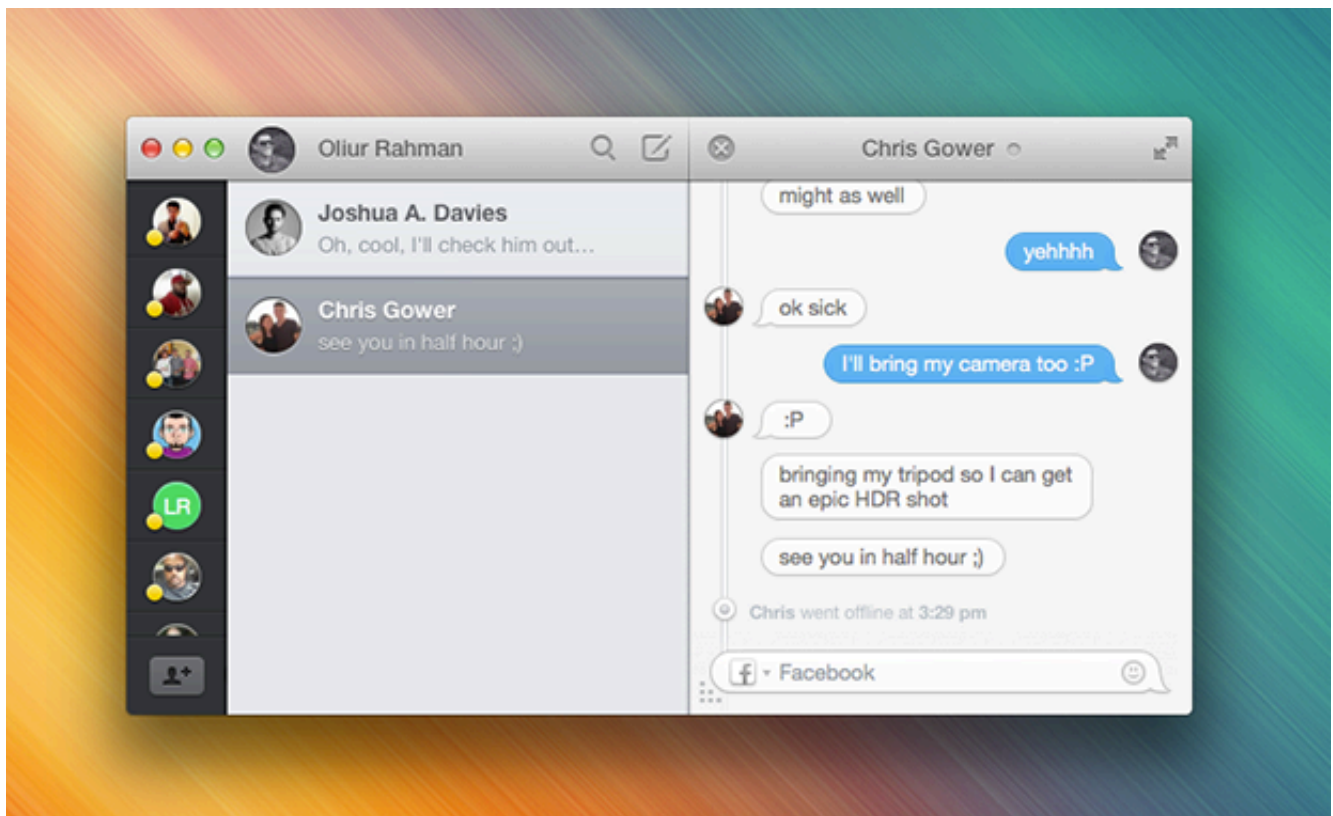 Oliur Rahman
Joshua A. Davies
Oh, cool, I'll check him out...
Chris Gower
see you in half hour ;)
LR
Chris Gower
might as well
yehhhh
ok sick
I'll bring my camera too :P
:P
bringing my tripod so I can get
an epic HDR shot
see you in half hour ;)
Chris went offline at 3:29 pm
f Facebook